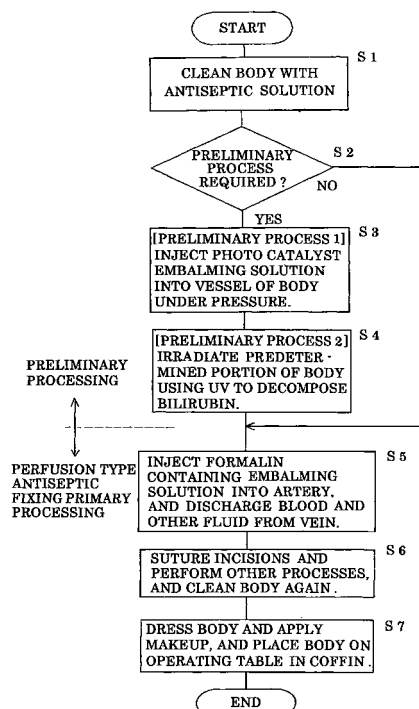 START
S 1
CLEAN BODY WITH
ANTISEPTIC SOLUTION
S 2
PRELIMINARY
PROCESS
REQUIRED ?
NO
YES
S 3
[PRELIMINARY PROCESS 1]
INJECT PHOTO CATALYST
EMBALMING SOLUTION
INTO VESSEL OF BODY
UNDER PRESSURE.
S 4
[PRELIMINARY PROCESS 2]
IRRADIATE PREDETER -
MINED PORTION OF BODY
USING UV TO DECOMPOSE
BILIRUBIN.
PRELIMINARY
PROCESSING
PERFUSION TYPE
ANTISEPTIC
FIXING PRIMARY
PROCESSING
S 5
INJECT FORMALIN
CONTAINING EMBALMING
SOLUTION INTO ARTERY,
AND DISCHARGE BLOOD AND
OTHER FLUID FROM VEIN.
S 6
SUTURE INCISIONS AND
PERFORM OTHER PROCESSES,
AND CLEAN BODY AGAIN .
S 7
DRESS BODY AND APPLY
MAKEUP, AND PLACE BODY ON
OPERATING TABLE IN COFFIN .
END